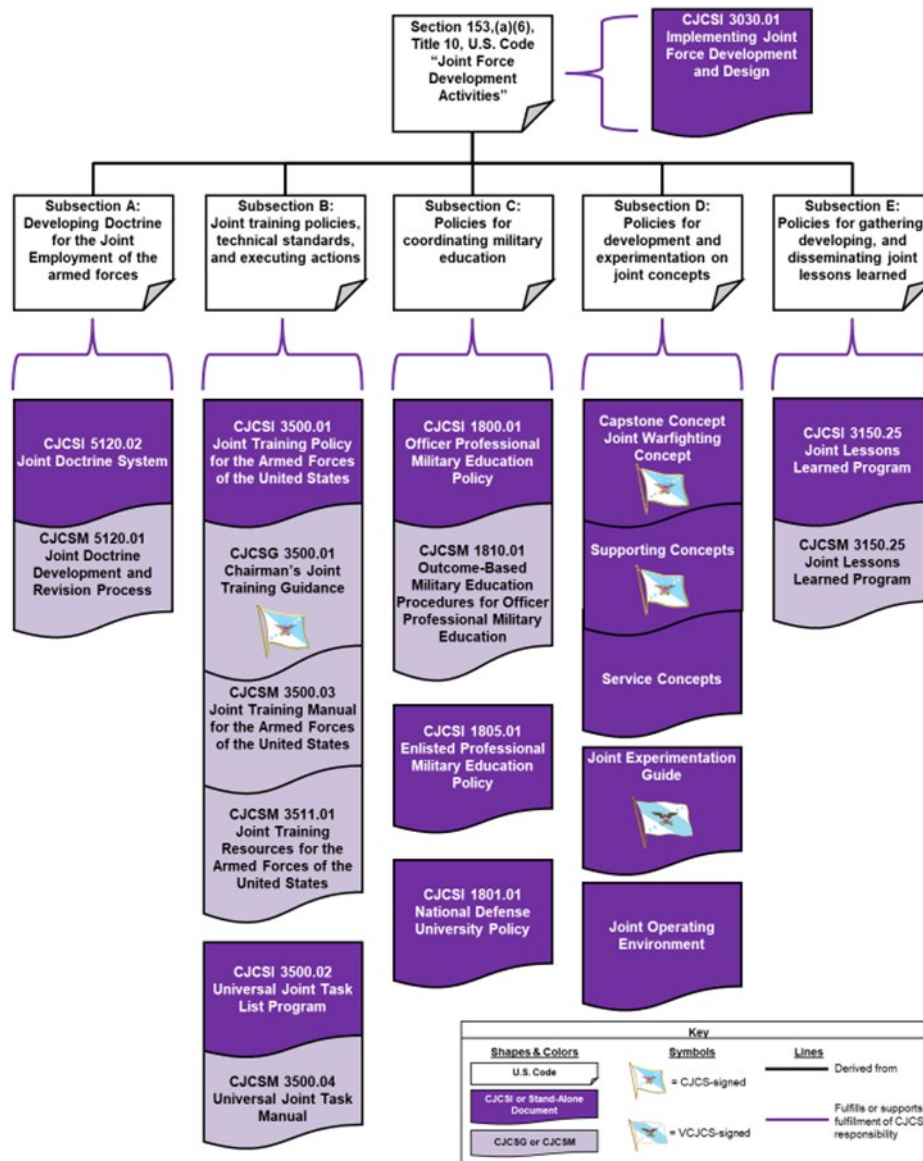 Section 153,(a)(6),
Title 10, U.S. Code
“Joint Force
Development
Activities”
CJCSI 3030.01
Implementing Joint
Force Development
and Design
Subsection A:
Developing Doctrine
for the Joint
Employment of the
armed forces
Subsection B:
Joint training policies,
technical standards,
and executing actions
Subsection C:
Policies for
coordinating military
education
Subsection D:
Policies for
development and
experimentation on
joint concepts
Subsection E:
Policies for gathering,
developing, and
disseminating joint
lessons learned
CJCSI 5120.02
Joint Doctrine System
CJCSM 5120.01
Joint Doctrine
Development and
Revision Process
CJCSI 3500.01
Joint Training Policy
for the Armed Forces
of the United States
CJCSG 3500.01
Chairman’s Joint
Training Guidance
CJCSM 3500.03
Joint Training Manual
for the Armed Forces
of the United States
CJCSM 3511.01
Joint Training
Resources for the
Armed Forces of the
United States
CJCSI 3500.02
Universal Joint Task
List Program
CJCSM 3500.04
Universal Joint Task
Manual
CJCSI 1800.01
Officer Professional
Military Education
Policy
CJCSM 1810.01
Outcome-Based
Military Education
Procedures for Officer
Professional Military
Education
CJCSI 1805.01
Enlisted Professional
Military Education
Policy
CJCSI 1801.01
National Defense
University Policy
Capstone Concept
Joint Warfighting
Concept
Supporting Concepts
Service Concepts
Joint Experimentation
Guide
Joint Operating
Environment
CJCSI 3150.25
Joint Lessons
Learned Program
CJCSM 3150.25
Joint Lessons
Learned Program
Key
Shapes & Colors
U.S. Code
CJCSI or Stand-Alone
Document
CJCSG or CJCSM
Symbols
= CJCS-signed
= VCJCS-signed
Lines
Derived from
Fulfills or supports
fulfillment of CJCS
responsibility